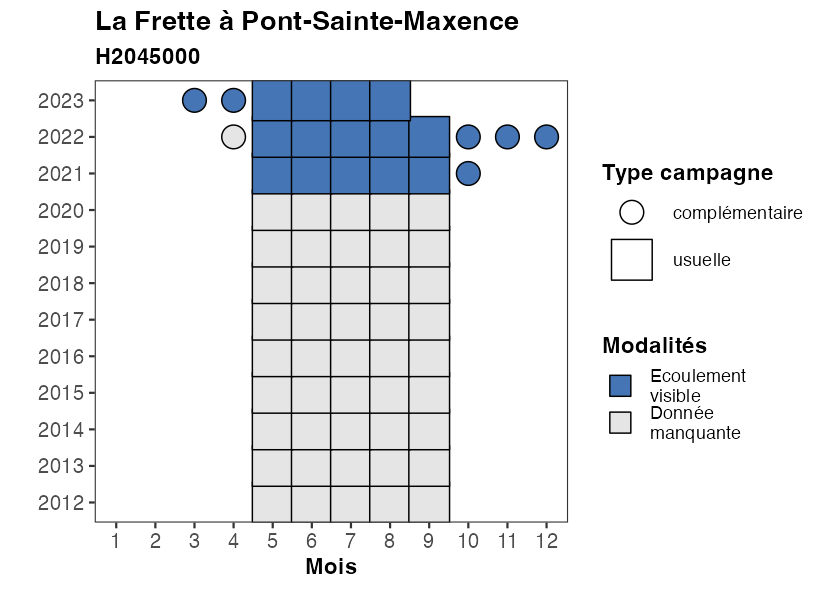 La Frette à Pont-Sainte-Maxence
H2045000
2023
2022
2021
2020
2019
2018
2017
2016
2015
2014
2013
2012
1 2 3 4 5 6 7 8 9 10 11 12
Mois
Type campagne
complémentaire
usuelle
Modalités
Ecoulement
visible
Donnée
manquante